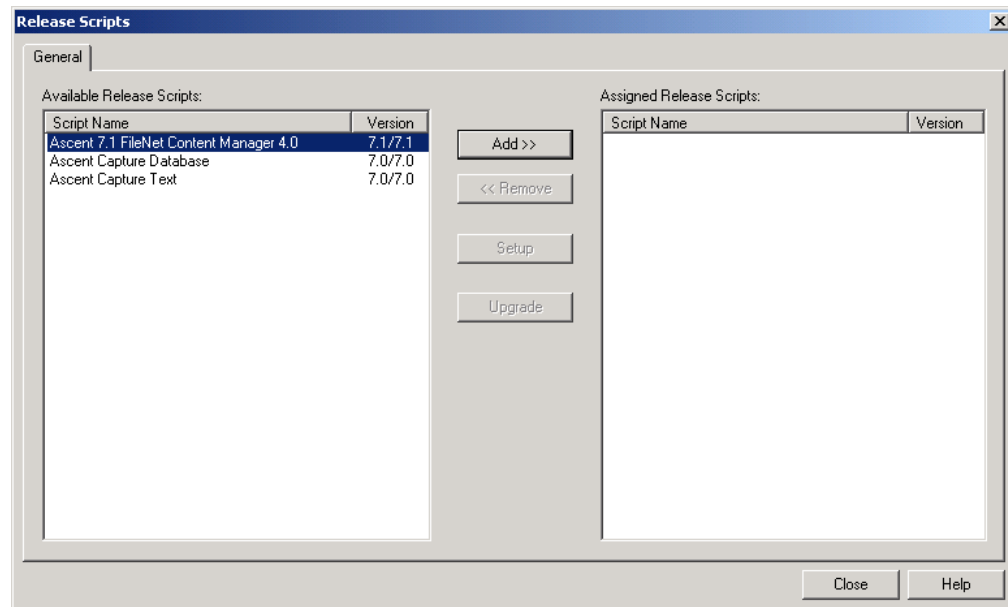 Release Scripts
General
Available Release Scripts:
Script Name Version
Ascent 7.1 FileNet Content Manager 4.0 7.1/7.1
Ascent Capture Database 7.0/7.0
Ascent Capture Text 7.0/7.0
Add >>
<< Remove
Setup
Upgrade
Assigned Release Scripts:
Script Name Version
Close Help